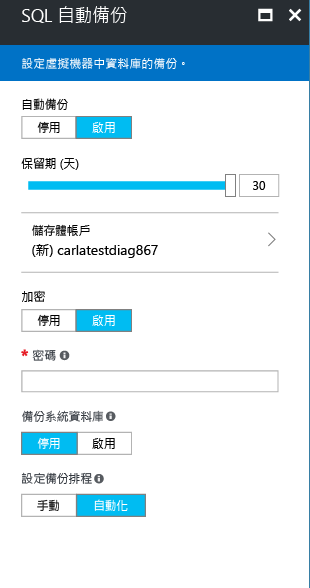 SQL 自動備份
設定虛擬機器中資料庫的備份。
自動備份
停用 啟用
保留期 (天)
30
儲存體帳戶
(新) carlatestdiag867
加密
停用 啟用
* 密碼
備份系統資料庫
停用 啟用
設定備份排程
手動 自動化